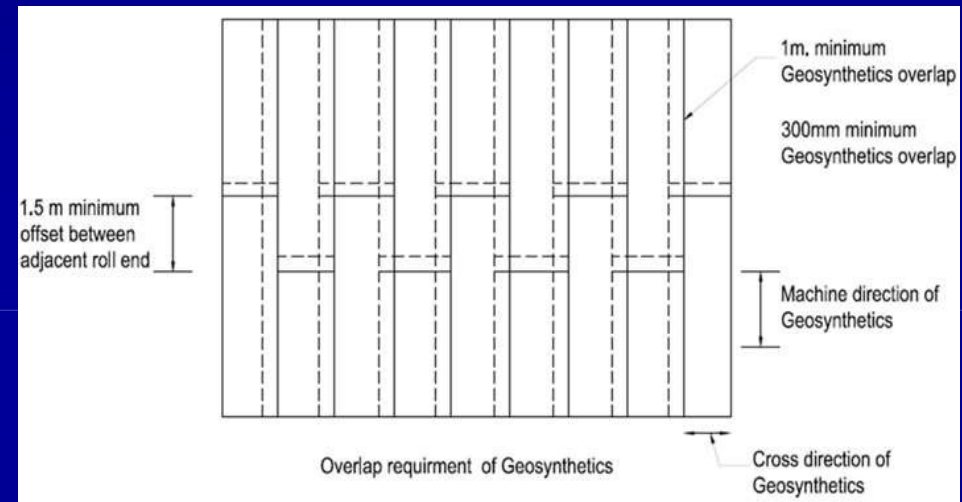 1m. minimum
Geosynthetics overlap
300mm minimum
Geosynthetics overlap
1.5 m minimum
offset between
adjacent roll end
Machine direction of
Geosynthetics
Overlap requirment of Geosynthetics
Cross direction of
Geosynthetics